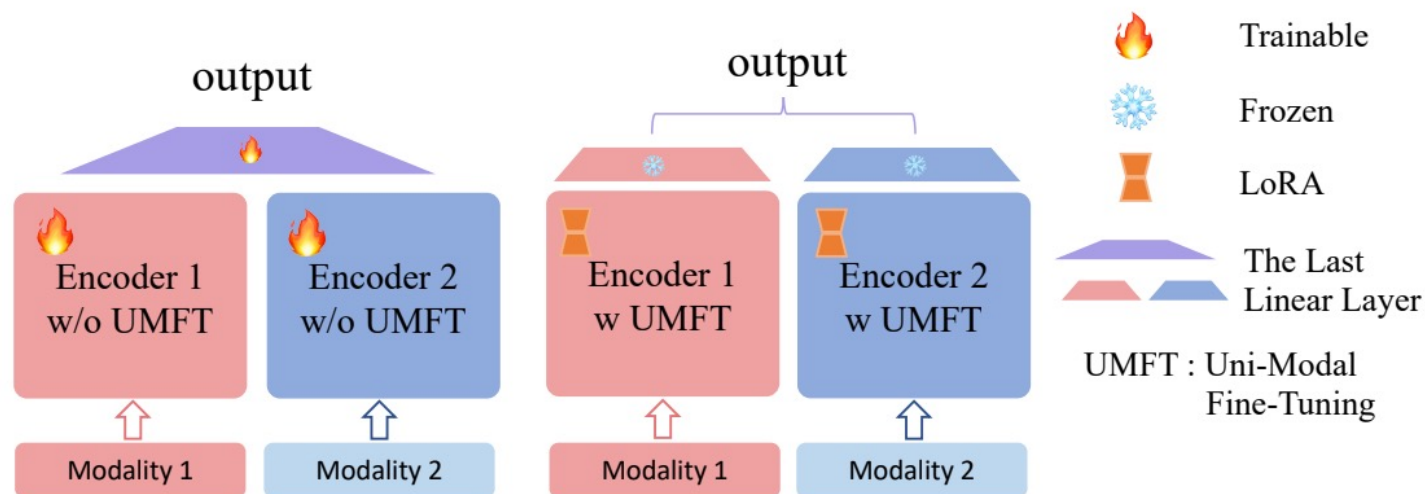 output
Encoder 1
w/o UMFT
Encoder 2
w/o UMFT
Modality 1
Modality 2
output
Encoder 1
w UMFT
Encoder 2
w UMFT
Modality 1
Modality 2
Trainable
Frozen
LoRA
The Last
Linear Layer
UMFT : Uni-Modal
Fine-Tuning